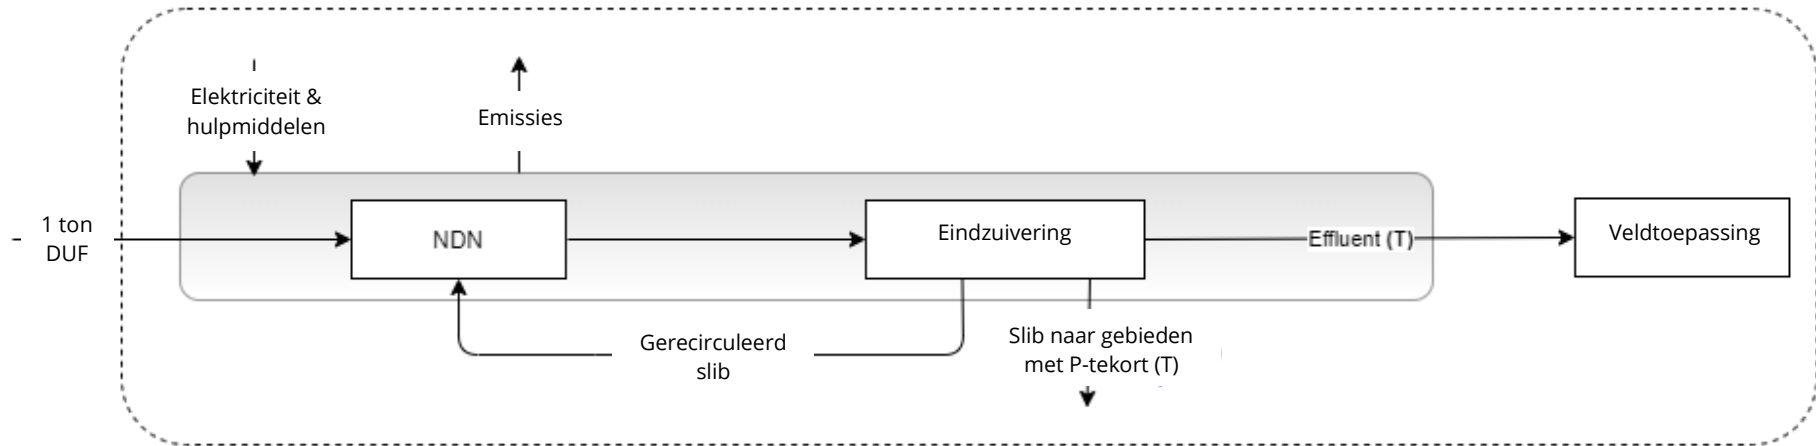 Elektriciteit &
hulpmiddelen
Emissies
1 ton
DUF
NDN
Eindzuivering
Effluent (T)
Veldtoepassing
Gerecirculeerd
slib
Slib naar gebieden
met P-tekort (T)